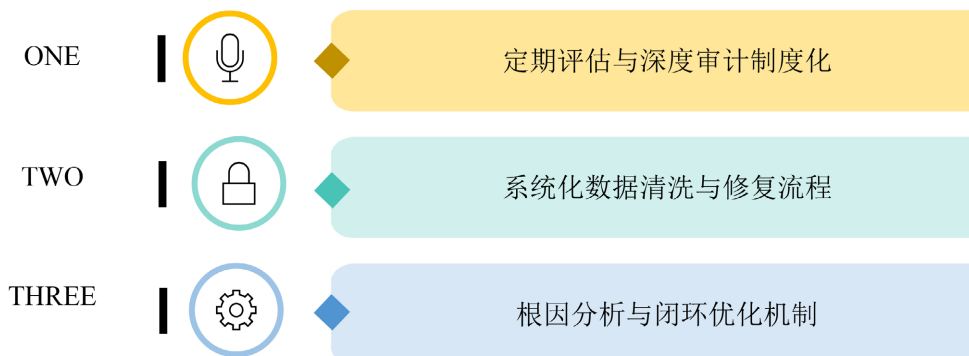 ONE
定期评估与深度审计制度化
TWO
系统化数据清洗与修复流程
THREE
根因分析与闭环优化机制